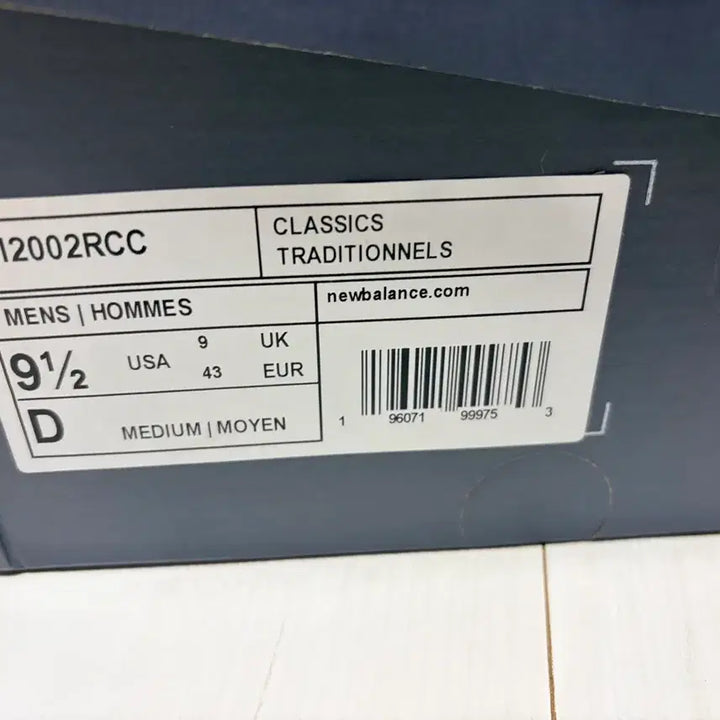 12002RCC
CLASSICS
TRADITIONNELS
MENS | HOMMES
newbalance.com
9½ USA 9 UK
43 EUR
D MEDIUM | MOYEN
1 96071 99975 3